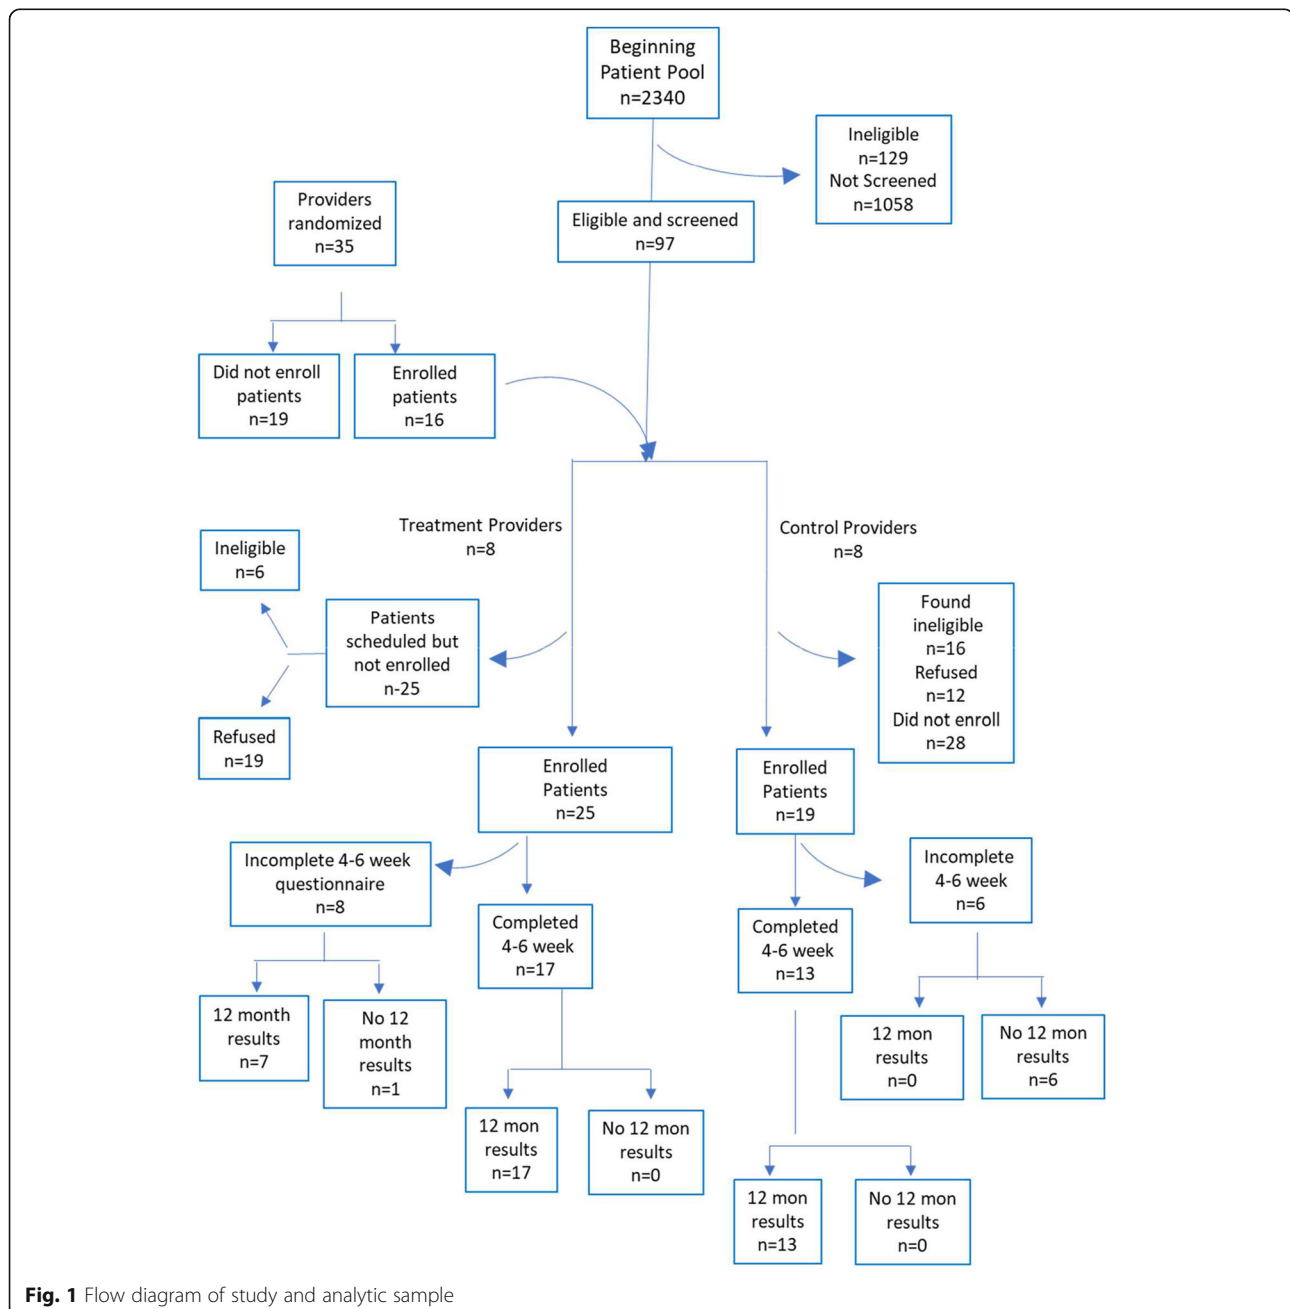 Beginning
Patient Pool
n=2340
Ineligible
n=129
Not Screened
n=1058
Providers
randomized
n=35
Eligible and screened
n=97
Did not enroll
patients
n=19
Enrolled
patients
n=16
Treatment Providers
n=8
Control Providers
n=8
Ineligible
n=6
Patients
scheduled but
not enrolled
n-25
Refused
n=19
Found
ineligible
n=16
Refused
n=12
Did not enroll
n=28
Enrolled
Patients
n=25
Enrolled
Patients
n=19
Incomplete 4-6 week
questionnaire
n=8
Completed
4-6 week
n=17
Completed
4-6 week
n=13
Incomplete
4-6 week
n=6
12 month
results
n=7
No 12
month
results
n=1
12 mon
results
n=17
No 12 mon
results
n=0
12 mon
results
n=0
No 12 mon
results
n=6
12 mon
results
n=13
No 12 mon
results
n=0
Fig. 1 Flow diagram of study and analytic sample